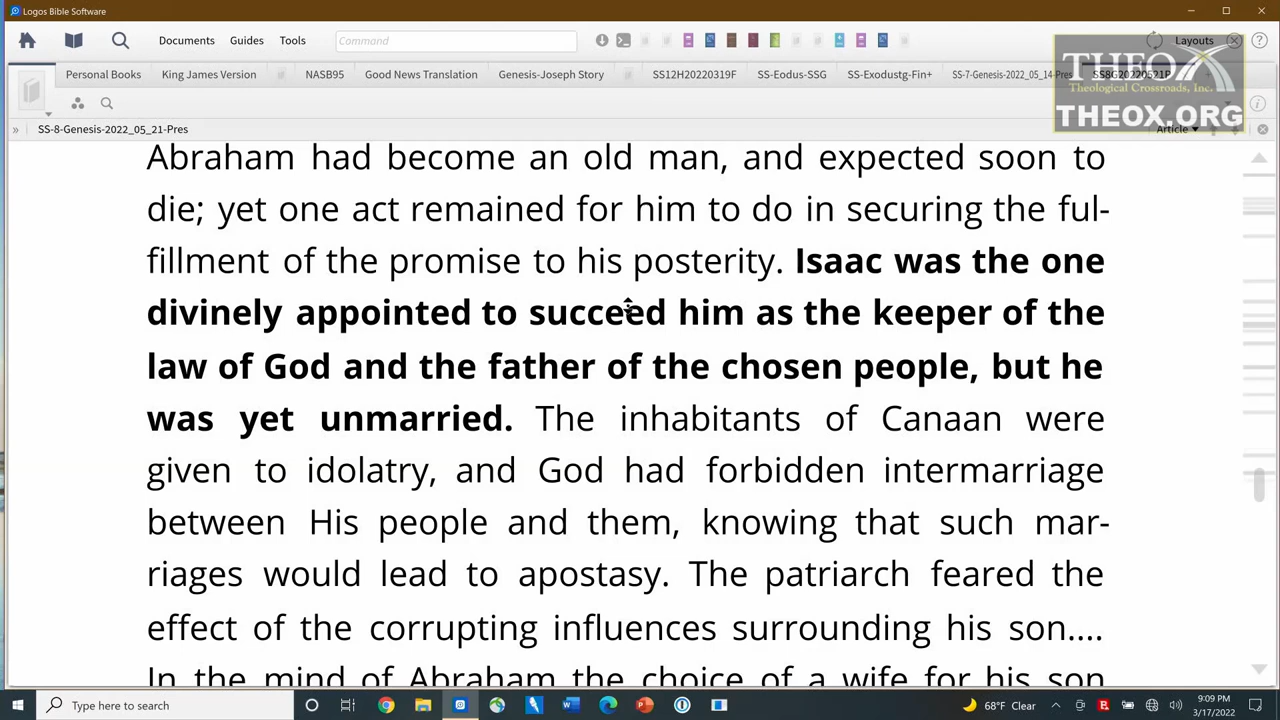 Logos Bible Software
Documents Guides Tools Command Layouts
Personal Books King James Version NASB95 Good News Translation Genesis-Joseph Story SS12H20220319F SS-Eodus-SSG SS-Exodustg-Fin+ SS-7-Genesis-2022_05_14-Pres SS8G20220521P
THEOX
Theological Crossroads, Inc.
THEOX.ORG
SS-8-Genesis-2022_05_21-Pres Article
Abraham had become an old man, and expected soon to
die; yet one act remained for him to do in securing the ful-
fillment of the promise to his posterity. Isaac was the one
divinely appointed to succeed him as the keeper of the
law of God and the father of the chosen people, but he
was yet unmarried. The inhabitants of Canaan were
given to idolatry, and God had forbidden intermarriage
between His people and them, knowing that such mar-
riages would lead to apostasy. The patriarch feared the
effect of the corrupting influences surrounding his son....
In the mind of Abraham the choice of a wife for his son
Type here to search 68°F Clear 9:09 PM
3/17/2022